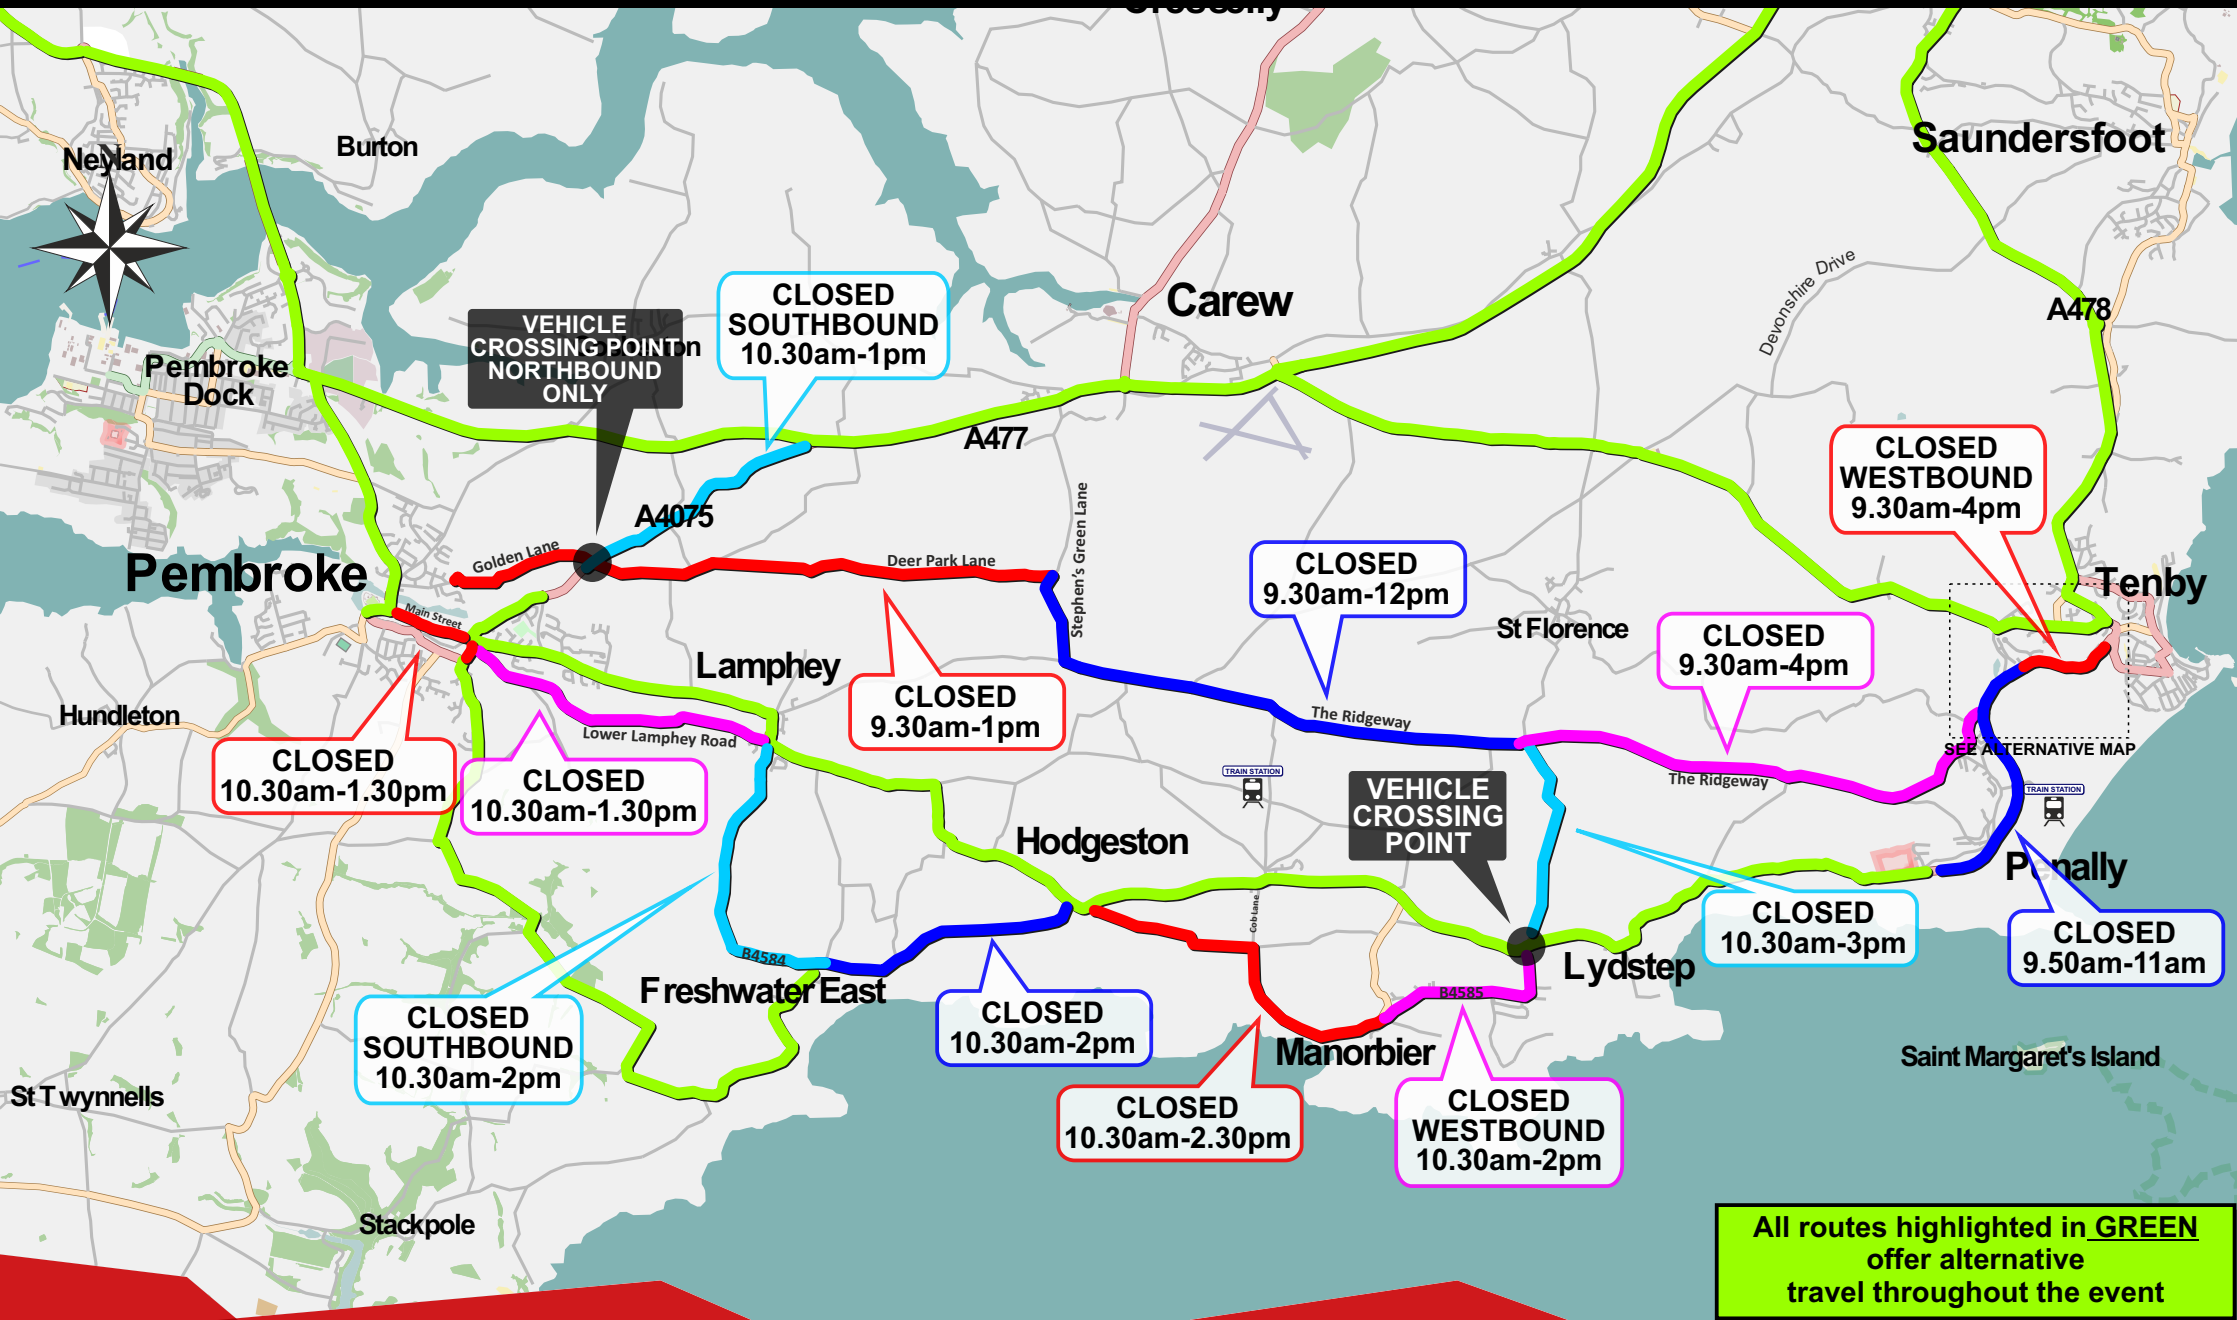 Neyland
N
Burton
Saundersfoot
Carew
Devonshire Drive
A478
Pembroke
Dock
VEHICLE
CROSSING POINT
NORTHBOUND
ONLY
CLOSED
SOUTHBOUND
10.30am-1pm
A477
CLOSED
WESTBOUND
9.30am-4pm
A4075
Pembroke
Golden Lane
Deer Park Lane
Stephen's Green Lane
CLOSED
9.30am-12pm
Tenby
Main Street
St Florence
CLOSED
9.30am-4pm
Lamphey
CLOSED
9.30am-1pm
Hundleton
Lower Lamphey Road
The Ridgeway
SEE ALTERNATIVE MAP
CLOSED
10.30am-1.30pm
CLOSED
10.30am-1.30pm
TRAIN STATION
The Ridgeway
TRAIN STATION
VEHICLE
CROSSING
POINT
Hodgeston
Penally
Cob Lane
CLOSED
10.30am-3pm
CLOSED
9.50am-11am
B4584
Freshwater East
Lydstep
B4585
CLOSED
SOUTHBOUND
10.30am-2pm
CLOSED
10.30am-2pm
Manorbier
Saint Margaret's Island
St Twynnells
CLOSED
10.30am-2.30pm
CLOSED
WESTBOUND
10.30am-2pm
Stackpole
All routes highlighted in GREEN
offer alternative
travel throughout the event